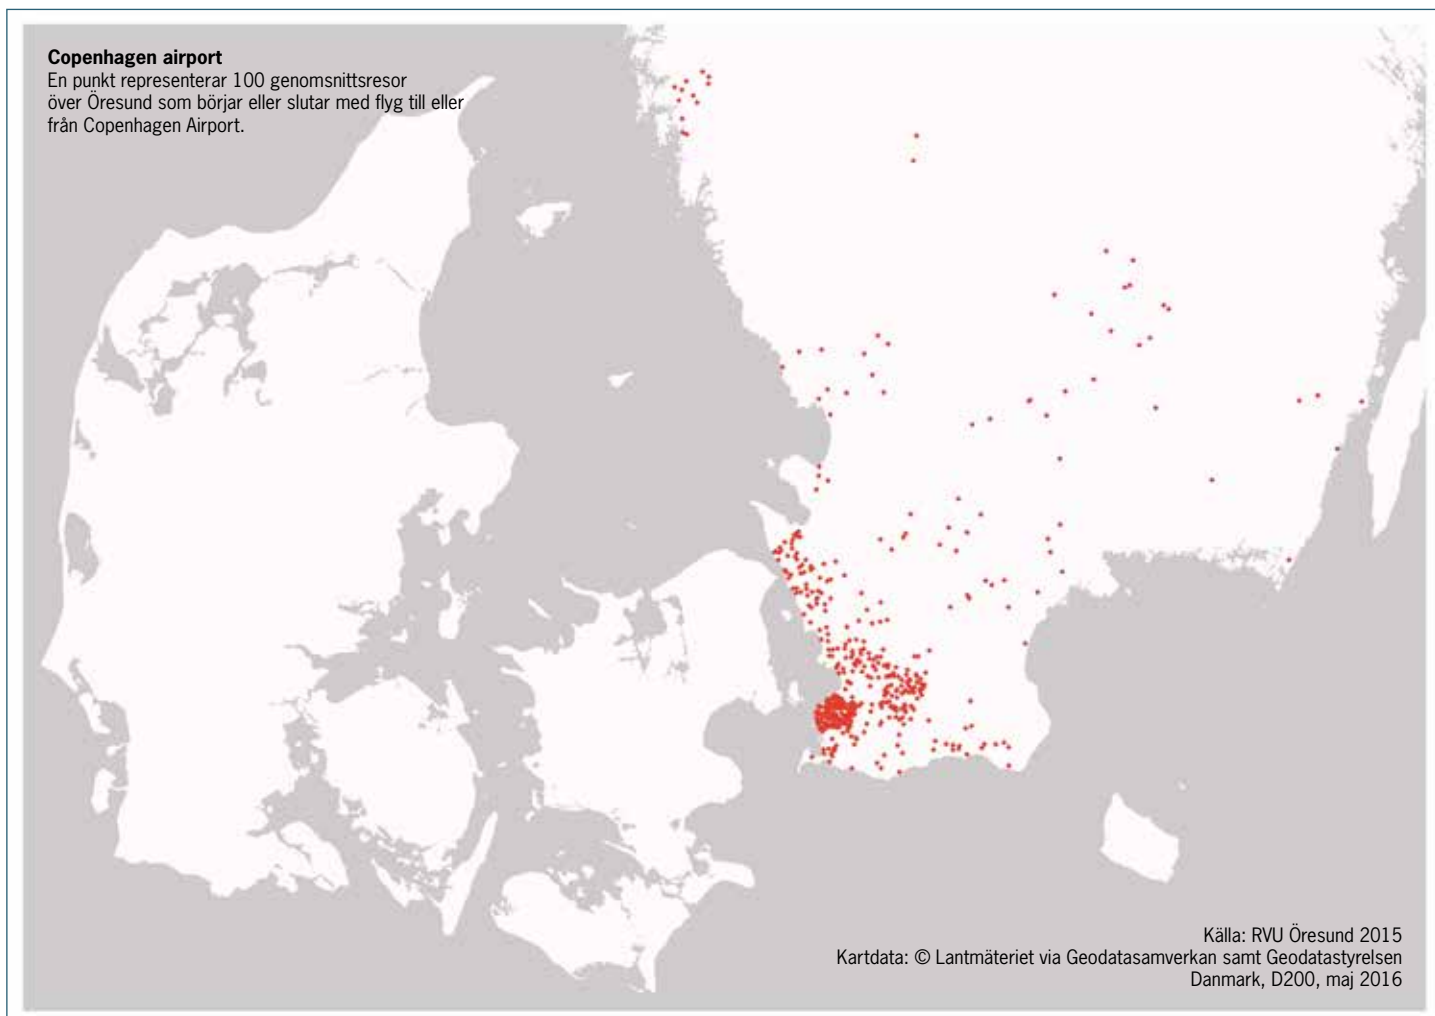 Copenhagen airport
En punkt representerar 100 genomsnittsresor
över Öresund som börjar eller slutar med flyg till eller
från Copenhagen Airport.
Källa: RVU Öresund 2015
Kartdata: © Lantmäteriet via Geodatasamverkan samt Geodatastyrelsen
Danmark, D200, maj 2016